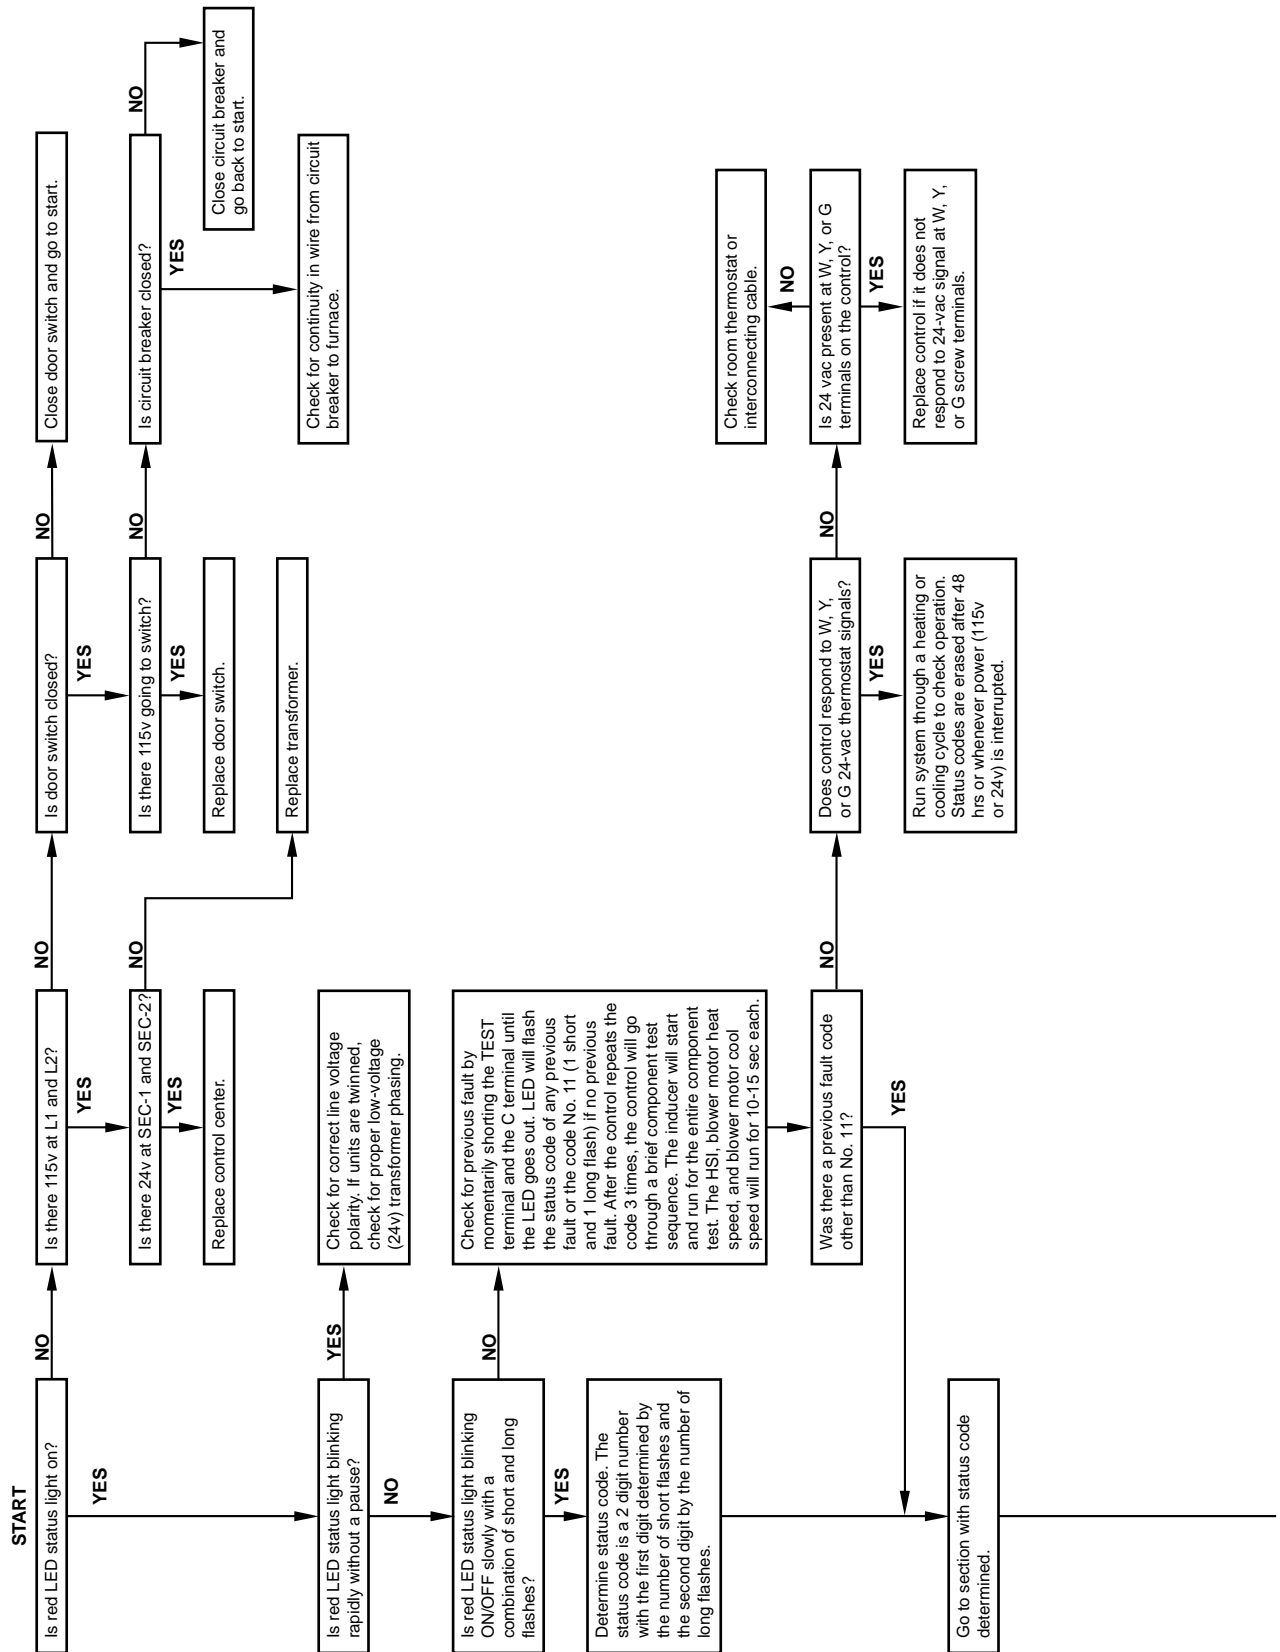 START
Is red LED status light on?
NO
Is there 115v at L1 and L2?
NO
Is door switch closed?
NO
Close door switch and go to start.
YES
Is there 115v going to switch?
NO
Is circuit breaker closed?
NO
Close circuit breaker and
go back to start.
YES
Check for continuity in wire from circuit
breaker to furnace.
YES
Replace door switch.
YES
Is there 24v at SEC-1 and SEC-2?
NO
Replace transformer.
YES
Replace control center.
YES
Is red LED status light blinking
rapidly without a pause?
YES
Check for correct line voltage
polarity. If units are twinned,
check for proper low-voltage
(24v) transformer phasing.
NO
Is red LED status light blinking
ON/OFF slowly with a
combination of short and long
flashes?
NO
Check for previous fault by
momentarily shorting the TEST
terminal and the C terminal until
the LED goes out. LED will flash
the status code of any previous
fault or the code No. 11 (1 short
and 1 long flash) if no previous
fault. After the control repeats the
code 3 times, the control will go
through a brief component test
sequence. The inducer will start
and run for the entire component
test. The HSI, blower motor heat
speed, and blower motor cool
speed will run for 10-15 sec each.
YES
Determine status code. The
status code is a 2 digit number
with the first digit determined by
the number of short flashes and
the second digit by the number of
long flashes.
Was there a previous fault code
other than No. 11?
NO
Does control respond to W, Y,
or G 24-vac thermostat signals?
NO
Is 24 vac present at W, Y, or G
terminals on the control?
NO
Check room thermostat or
interconnecting cable.
YES
Replace control if it does not
respond to 24-vac signal at W, Y,
or G screw terminals.
YES
Run system through a heating or
cooling cycle to check operation.
Status codes are erased after 48
hrs or whenever power (115v
or 24v) is interrupted.
YES
Go to section with status code
determined.